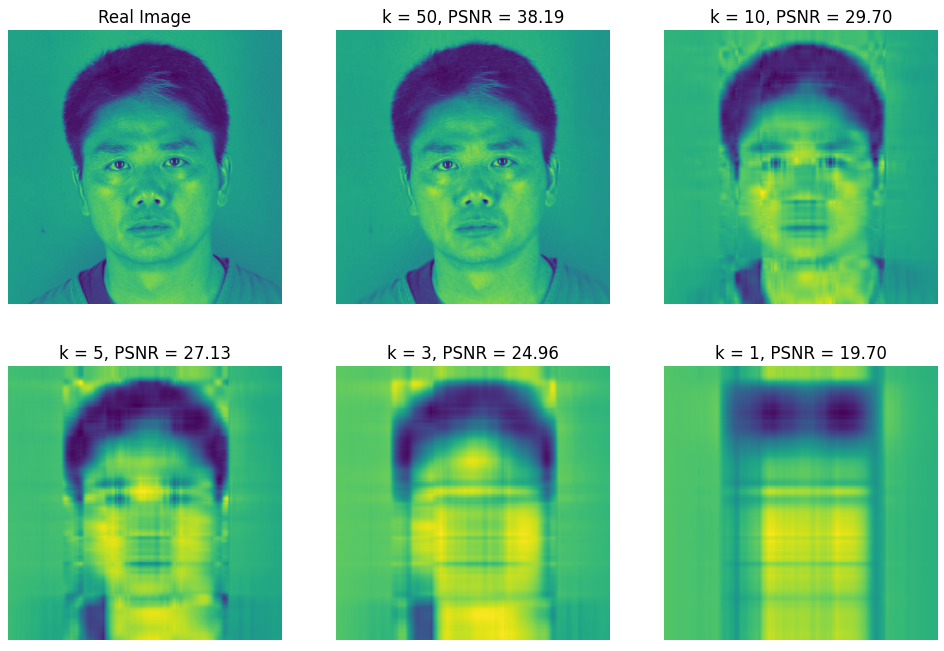 Real Image
k = 50, PSNR = 38.19
k = 10, PSNR = 29.70
k = 5, PSNR = 27.13
k = 3, PSNR = 24.96
k = 1, PSNR = 19.70